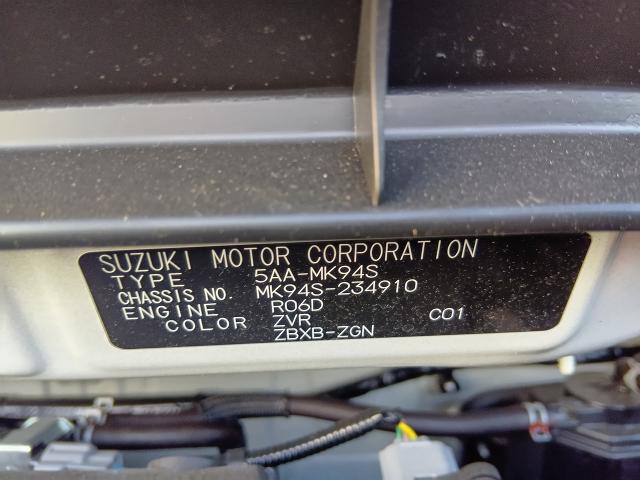 SUZUKI MOTOR CORPORATION
TYPE 5AA-MK94S
CHASSIS NO. MK94S-234910
ENGINE R06D
COLOR ZVR C01
ZBXB-ZGN